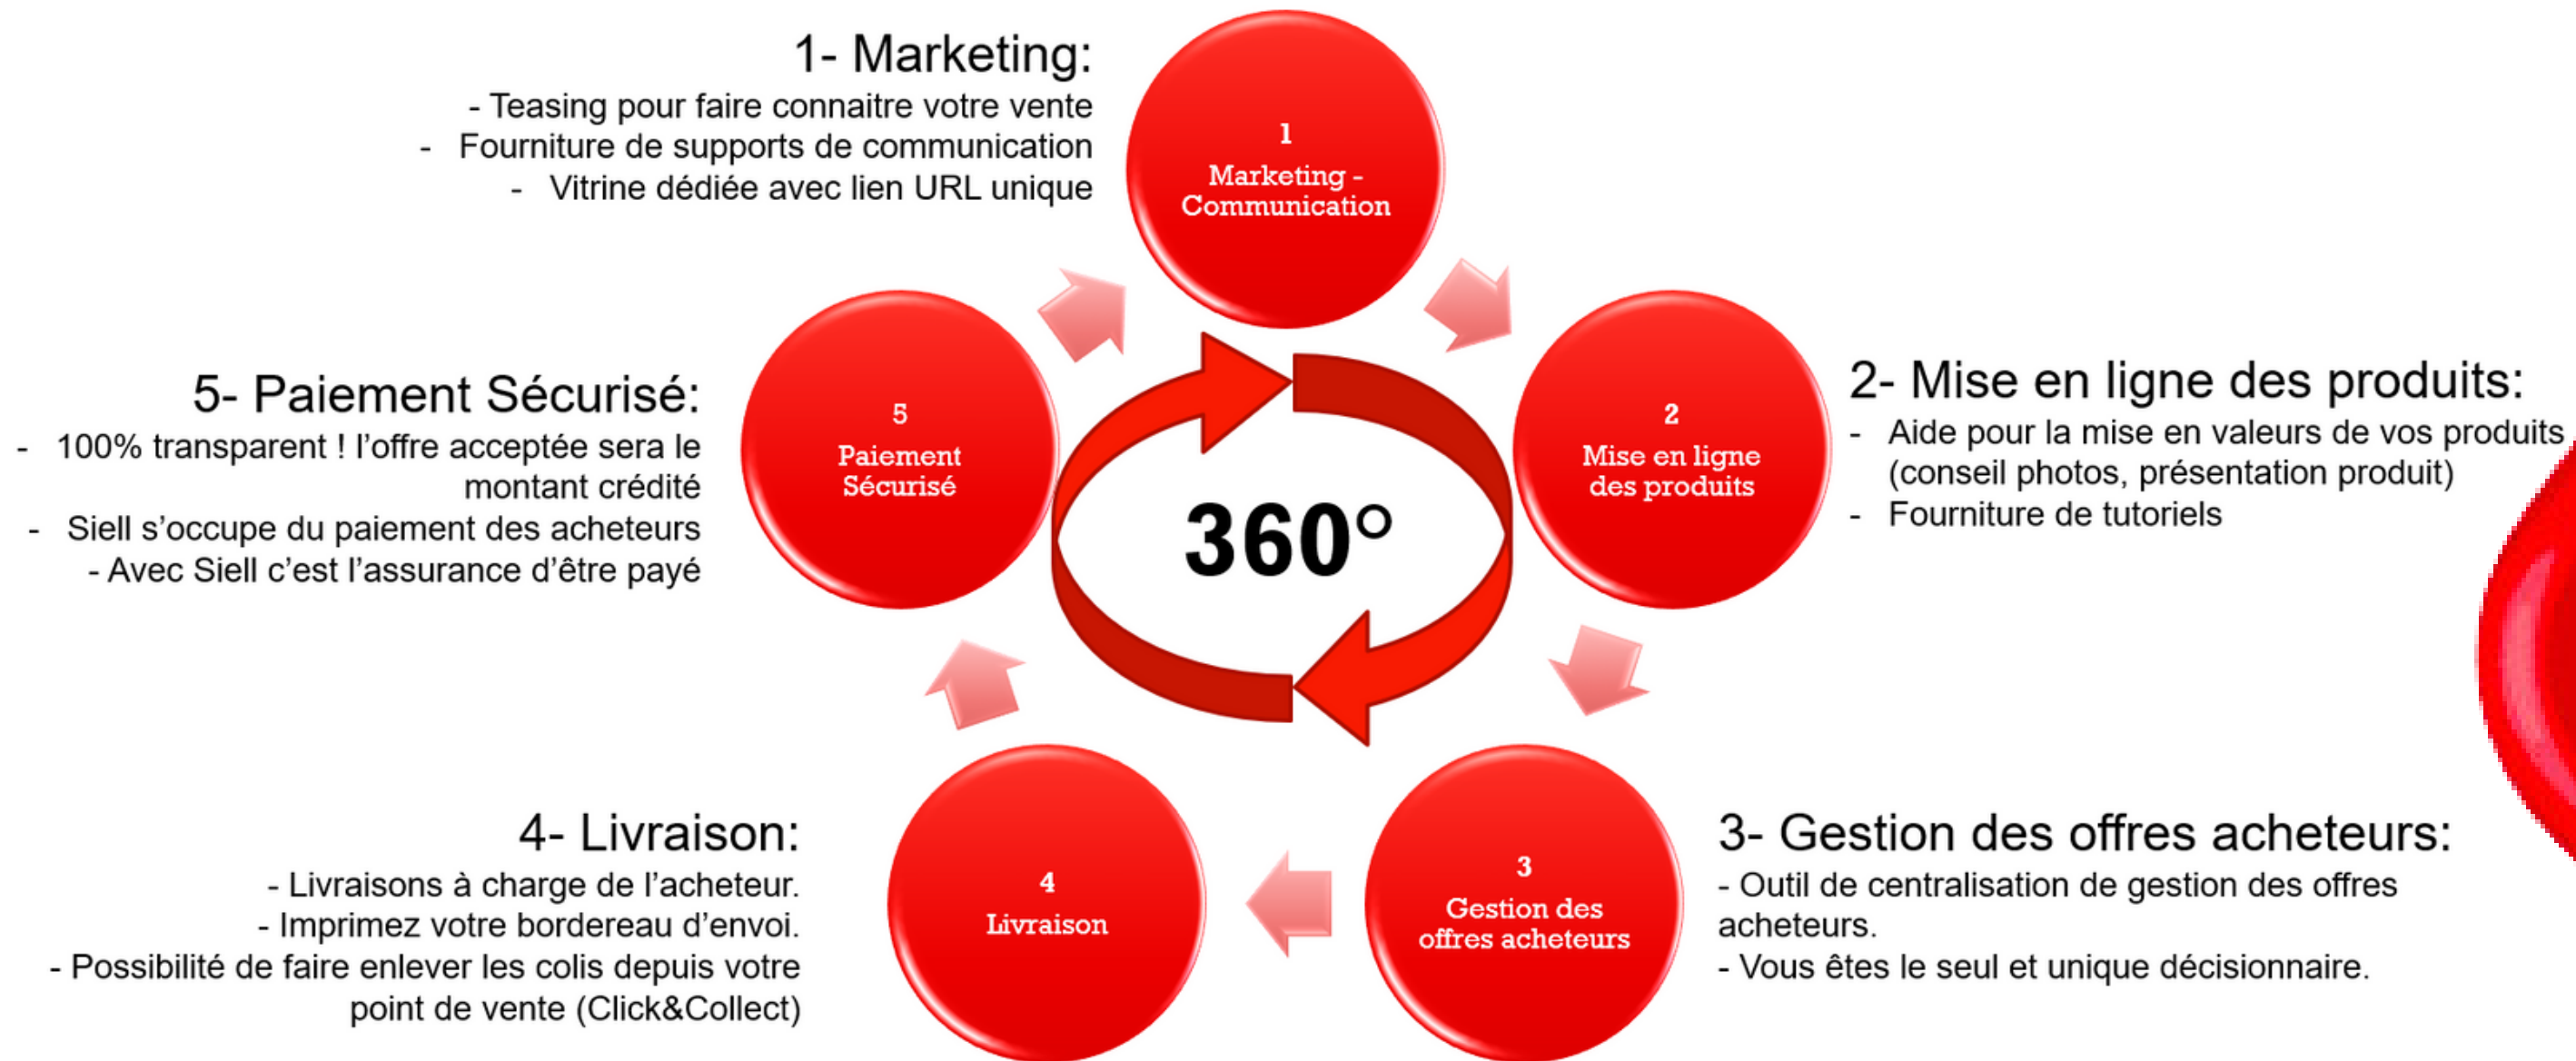 1- Marketing:
- Teasing pour faire connaitre votre vente
- Fourniture de supports de communication
- Vitrine dédiée avec lien URL unique
1
Marketing -
Communication
2
Mise en ligne
des produits
2- Mise en ligne des produits:
- Aide pour la mise en valeurs de vos produits
(conseil photos, présentation produit)
- Fourniture de tutoriels
3
Gestion des
offres acheteurs
3- Gestion des offres acheteurs:
- Outil de centralisation de gestion des offres
acheteurs.
- Vous êtes le seul et unique décisionnaire.
4- Livraison:
- Livraisons à charge de l’acheteur.
- Imprimez votre bordereau d’envoi.
- Possibilité de faire enlever les colis depuis votre
point de vente (Click&Collect)
4
Livraison
5- Paiement Sécurisé:
- 100% transparent ! l’offre acceptée sera le
montant crédité
- Siell s’occupe du paiement des acheteurs
- Avec Siell c’est l’assurance d’être payé
5
Paiement
Sécurisé
360°